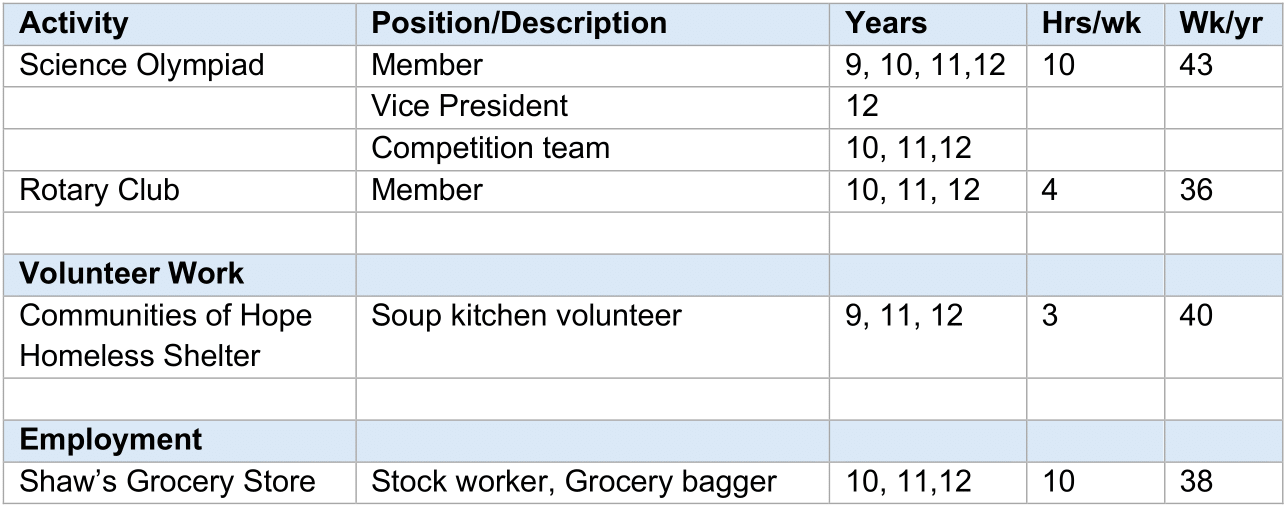 Activity Position/Description Years Hrs/wk Wk/yr
Science Olympiad Member 9, 10, 11,12 10 43
Vice President 12
Competition team 10, 11,12
Rotary Club Member 10, 11, 12 4 36
Volunteer Work
Communities of Hope Soup kitchen volunteer 9, 11, 12 3 40
Homeless Shelter
Employment
Shaw’s Grocery Store Stock worker, Grocery bagger 10, 11,12 10 38